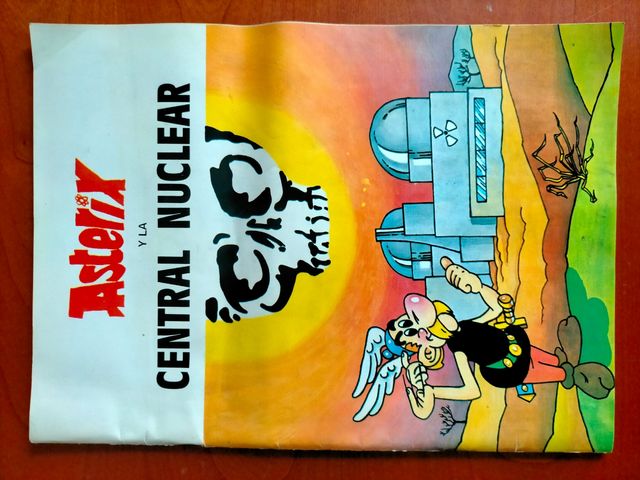 Asterix
Y LA
CENTRAL NUCLEAR